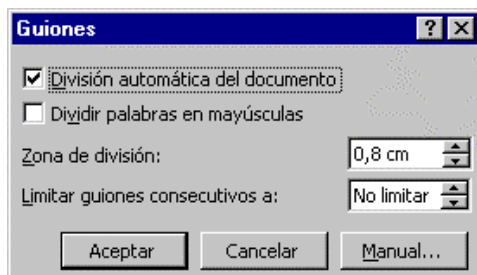 Guiones
División automática del documento
Dividir palabras en mayúsculas
Zona de división: 0,8 cm
Limitar guiones consecutivos a: No limitar
Aceptar Cancelar Manual...